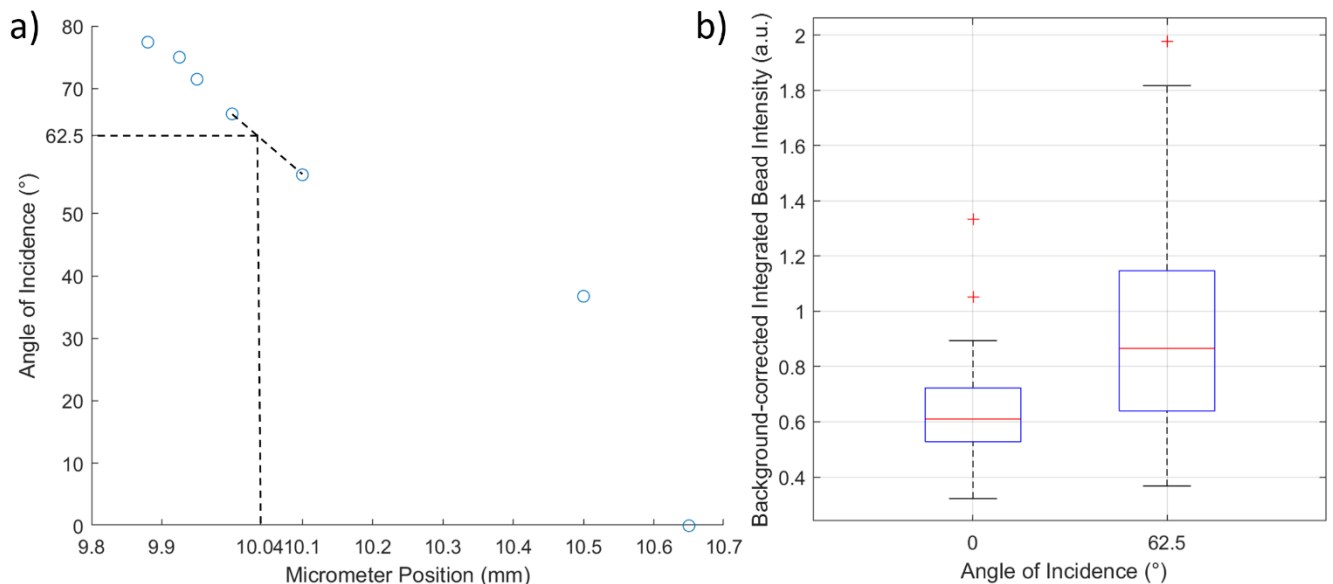 a)
80
70
62.5
50
40
30
20
10
0
Angle of Incidence (°)
9.8 9.9 10.04 10.1 10.2 10.3 10.4 10.5 10.6 10.7
Micrometer Position (mm)
b)
2
1.8
1.6
1.4
1.2
1
0.8
0.6
0.4
Background-corrected Integrated Bead Intensity (a.u.)
0 62.5
Angle of Incidence (°)